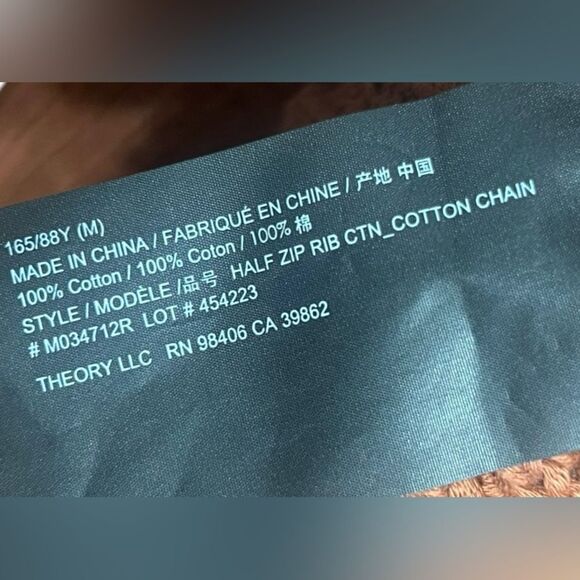 165/88Y (M)
MADE IN CHINA / FABRIQUÉ EN CHINE / 产地 中国
100% Cotton / 100% Coton / 100% 棉
STYLE / MODÈLE /品号 HALF ZIP RIB CTN_COTTON CHAIN
# M034712R LOT # 454223
THEORY LLC RN 98406 CA 39862